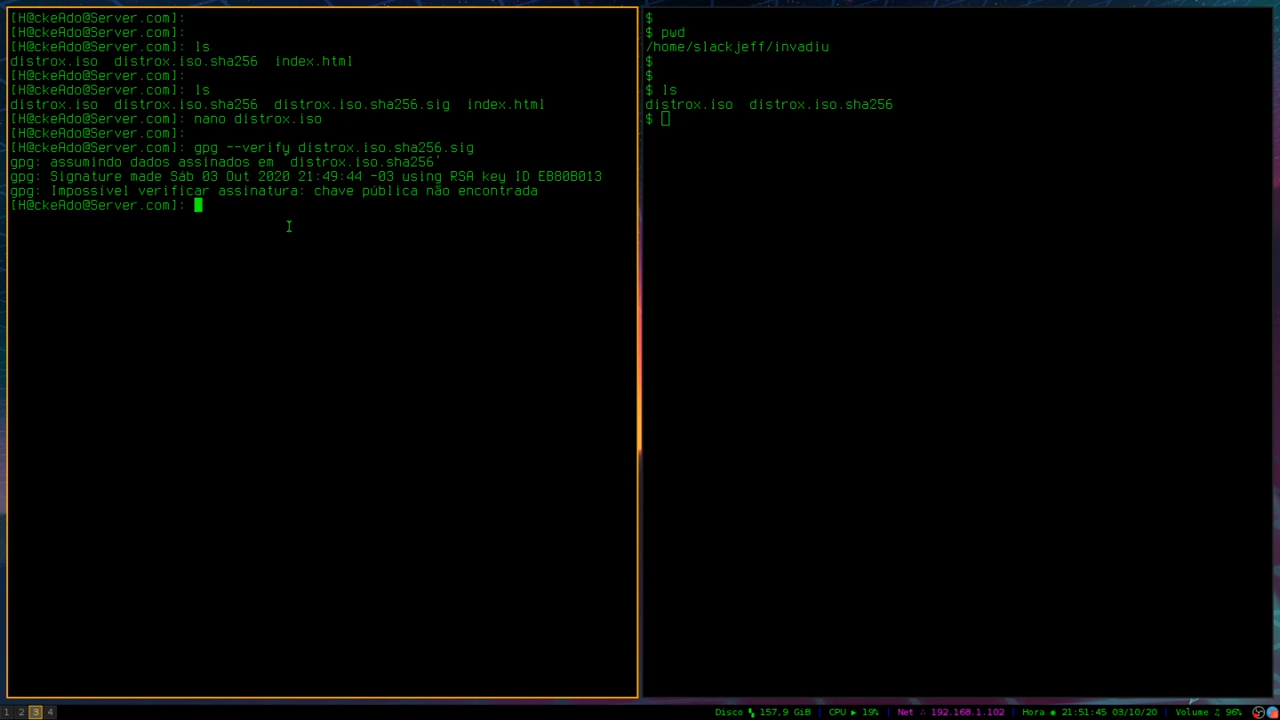 [H@ckeAdo@Server.com]:
[H@ckeAdo@Server.com]:
[H@ckeAdo@Server.com]: ls
distrox.iso  distrox.iso.sha256  index.html
[H@ckeAdo@Server.com]:
[H@ckeAdo@Server.com]: ls
distrox.iso  distrox.iso.sha256  distrox.iso.sha256.sig  index.html
[H@ckeAdo@Server.com]: nano distrox.iso
[H@ckeAdo@Server.com]:
[H@ckeAdo@Server.com]: gpg --verify distrox.iso.sha256.sig
gpg: assumindo dados assinados em `distrox.iso.sha256'
gpg: Signature made Sáb 03 Out 2020 21:49:44 -03 using RSA key ID EB80B013
gpg: Impossível verificar assinatura: chave pública não encontrada
[H@ckeAdo@Server.com]:
$
$ pwd
/home/slackjeff/invadiu
$
$
$ ls
distrox.iso  distrox.iso.sha256
$
1 2 3 4
Disco 157,9 GiB | CPU 19% | Net 192.168.1.102 | Hora 21:51:45 03/10/20 | Volume 96%